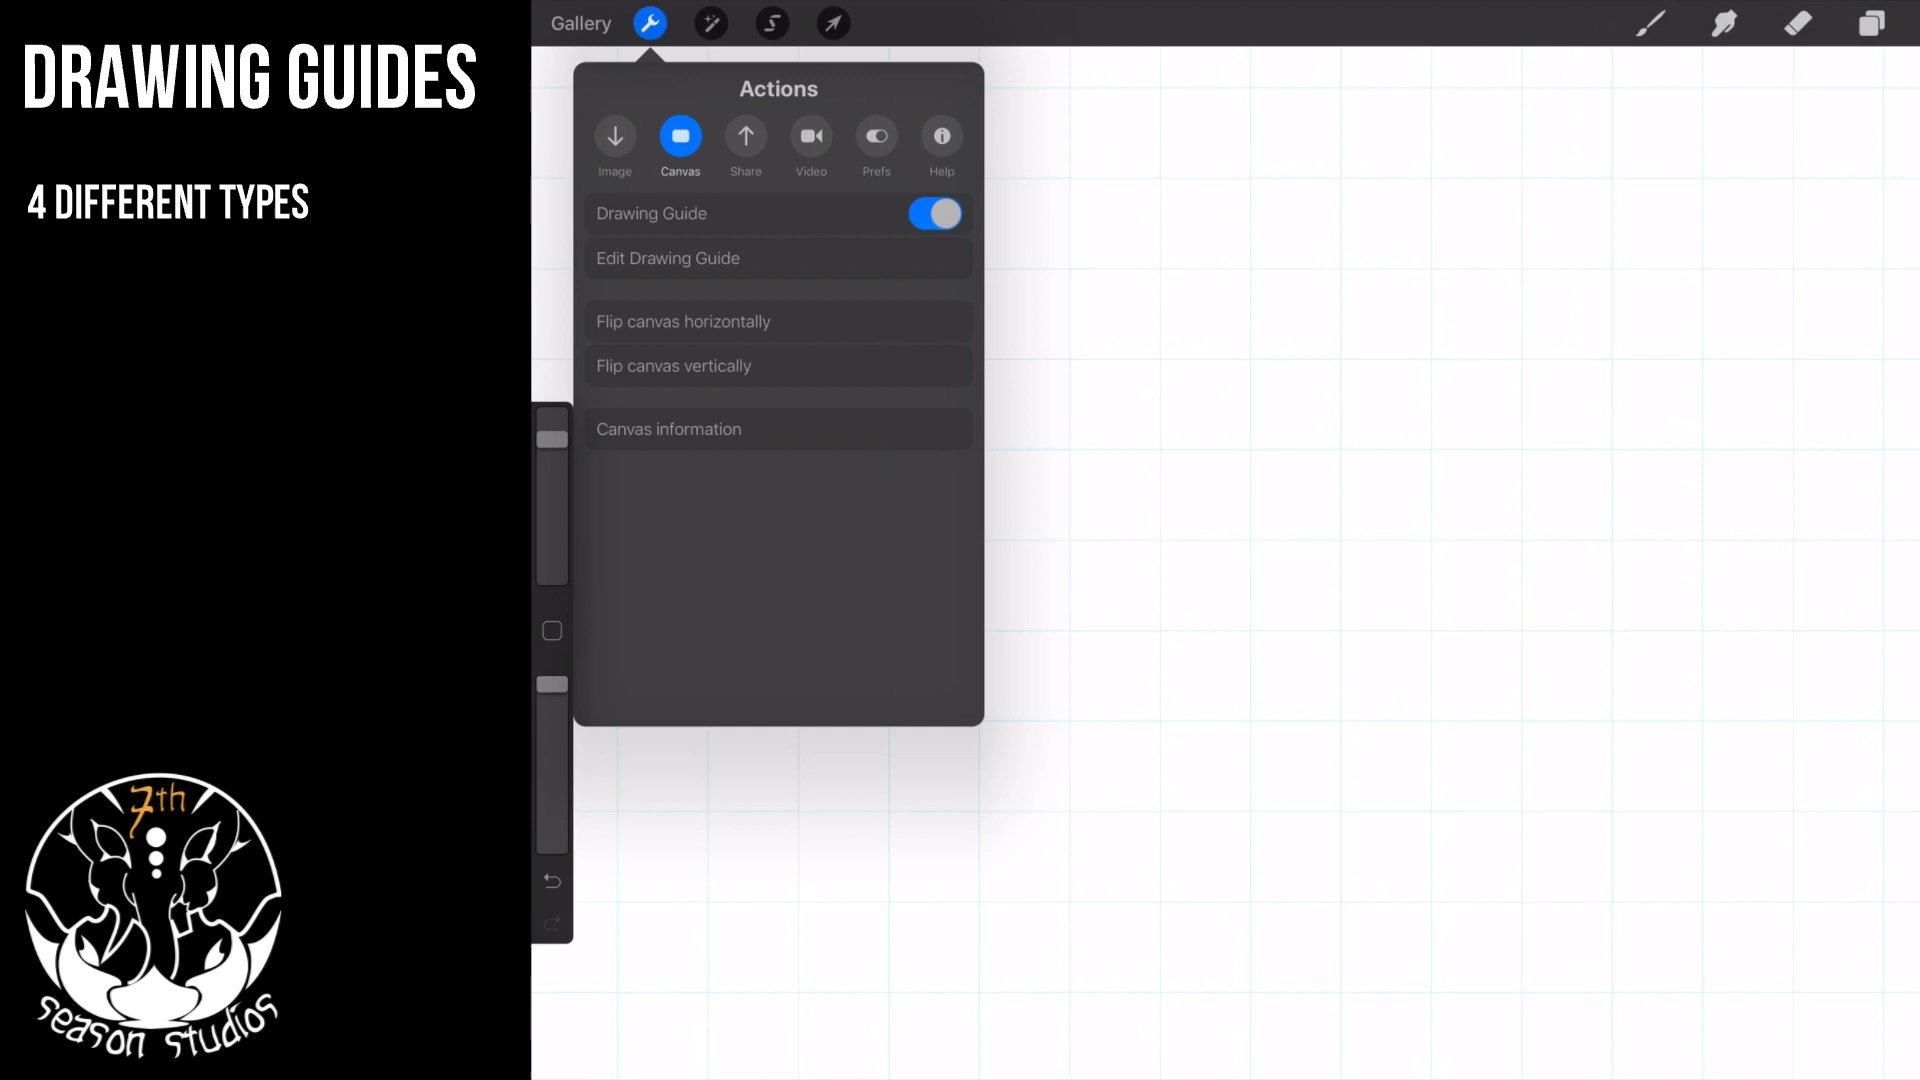 DRAWING GUIDES
4 DIFFERENT TYPES
7th
season studios
Gallery
Actions
Image Canvas Share Video Prefs Help
Drawing Guide
Edit Drawing Guide
Flip canvas horizontally
Flip canvas vertically
Canvas information